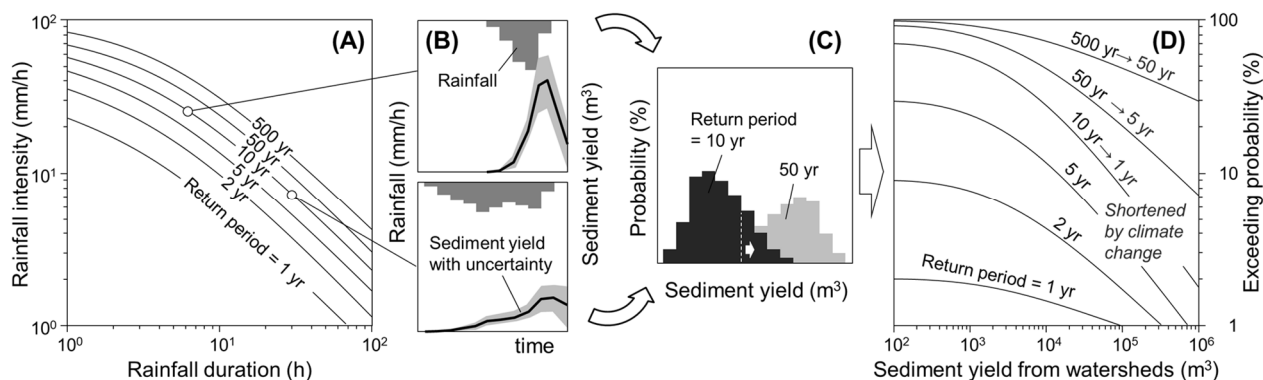 (A)
Rainfall intensity (mm/h)
10²
10¹
10⁰
500 yr
50 yr
10 yr
5 yr
2 yr
Return period = 1 yr
10⁰
10¹
10²
Rainfall duration (h)
(B)
Rainfall (mm/h)
Rainfall
Sediment yield (m³)
Sediment yield
with uncertainty
time
(C)
Probability (%)
Return period
= 10 yr
50 yr
Sediment yield (m³)
(D)
500 yr→ 50 yr
50 yr → 5 yr
10 yr→ 1 yr
5 yr
2 yr
Return period = 1 yr
Shortened
by climate
change
100
10
1
Exceeding probability (%)
10²
10³
10⁴
10⁵
10⁶
Sediment yield from watersheds (m³)